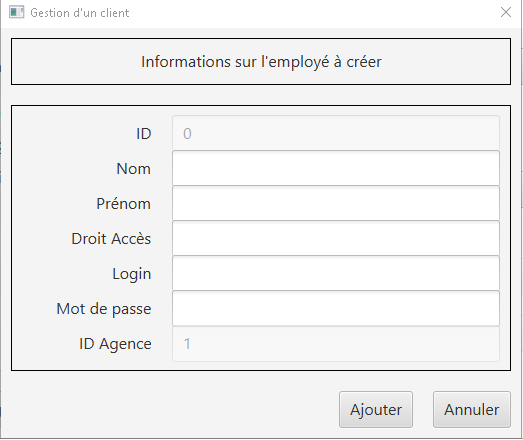 Gestion d'un client
Informations sur l'employé à créer
ID 0
Nom
Prénom
Droit Accès
Login
Mot de passe
ID Agence 1
Ajouter Annuler